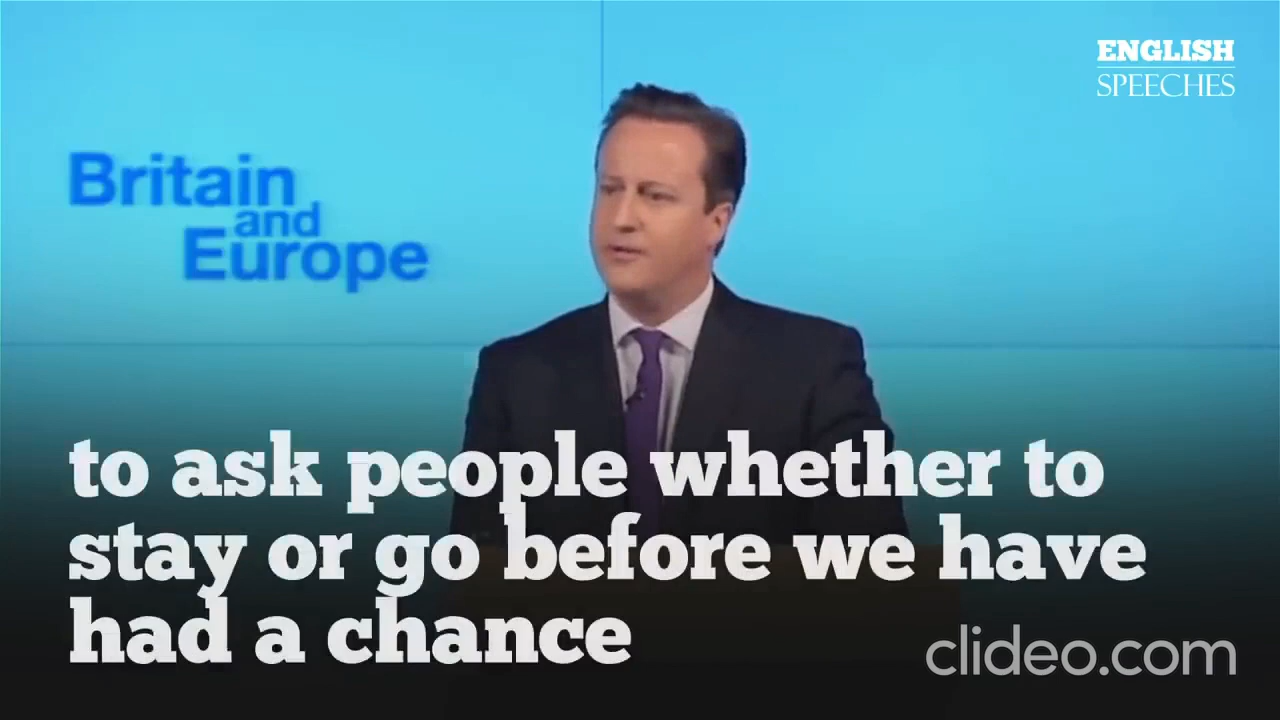 ENGLISH
SPEECHES
Britain
and
Europe
to ask people whether to
stay or go before we have
had a chance
clideo.com